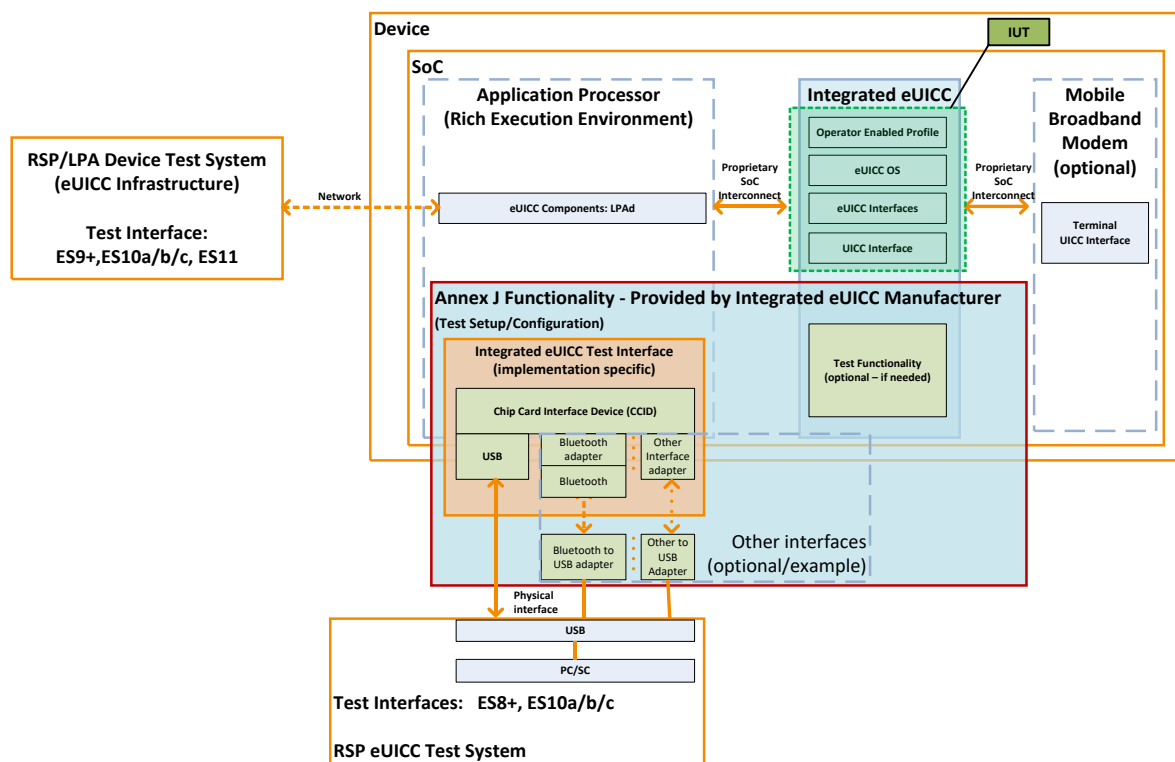 Device
IUT
SoC
Application Processor
(Rich Execution Environment)
Integrated eUICC
Mobile
Broadband
Modem
(optional)
Operator Enabled Profile
eUICC OS
eUICC Interfaces
UICC Interface
RSP/LPA Device Test System
(eUICC Infrastructure)
Test Interface:
ES9+,ES10a/b/c, ES11
Network
eUICC Components: LPAd
Proprietary
SoC
Interconnect
Proprietary
SoC
Interconnect
Terminal
UICC Interface
Annex J Functionality - Provided by Integrated eUICC Manufacturer
(Test Setup/Configuration)
Integrated eUICC Test Interface
(implementation specific)
Test Functionality
(optional – if needed)
Chip Card Interface Device (CCID)
USB
Bluetooth
adapter
Bluetooth
Other
Interface
adapter
Bluetooth to
USB adapter
Other to
USB
Adapter
Other interfaces
(optional/example)
Physical
interface
USB
PC/SC
Test Interfaces: ES8+, ES10a/b/c
RSP eUICC Test System